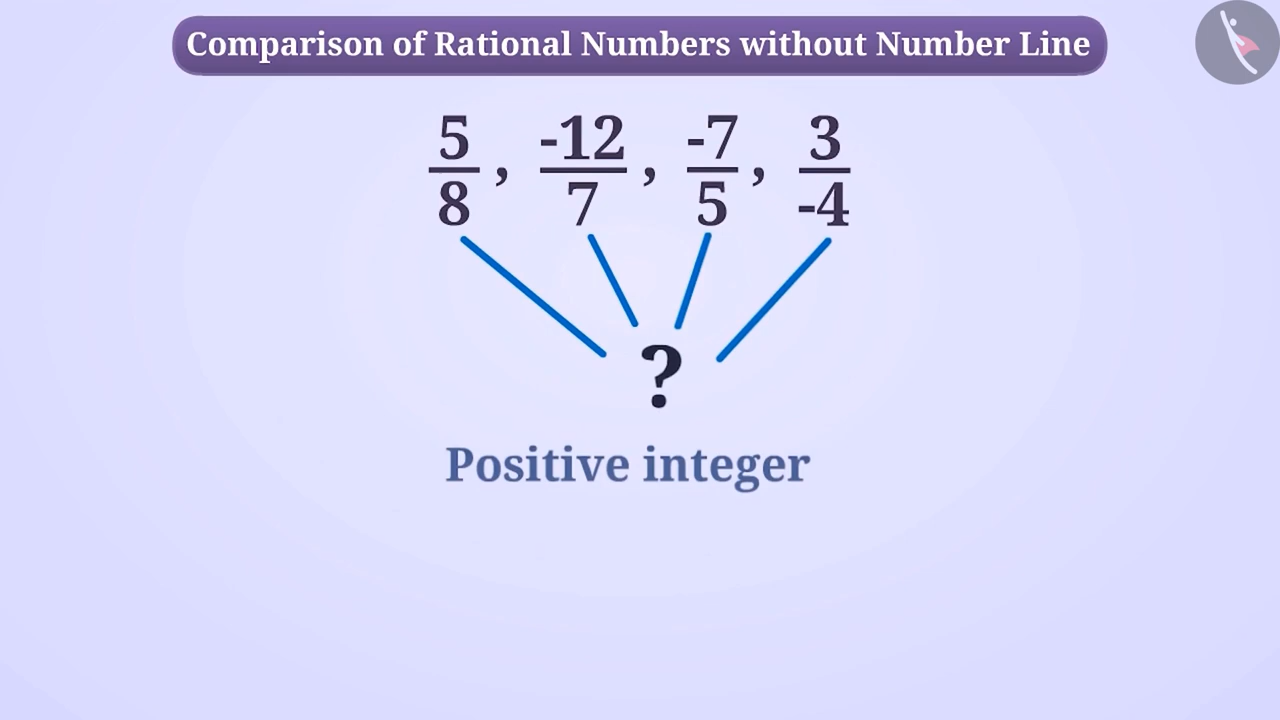 Comparison of Rational Numbers without Number Line
5/8 , -12/7 , -7/5 , 3/-4
?
Positive integer